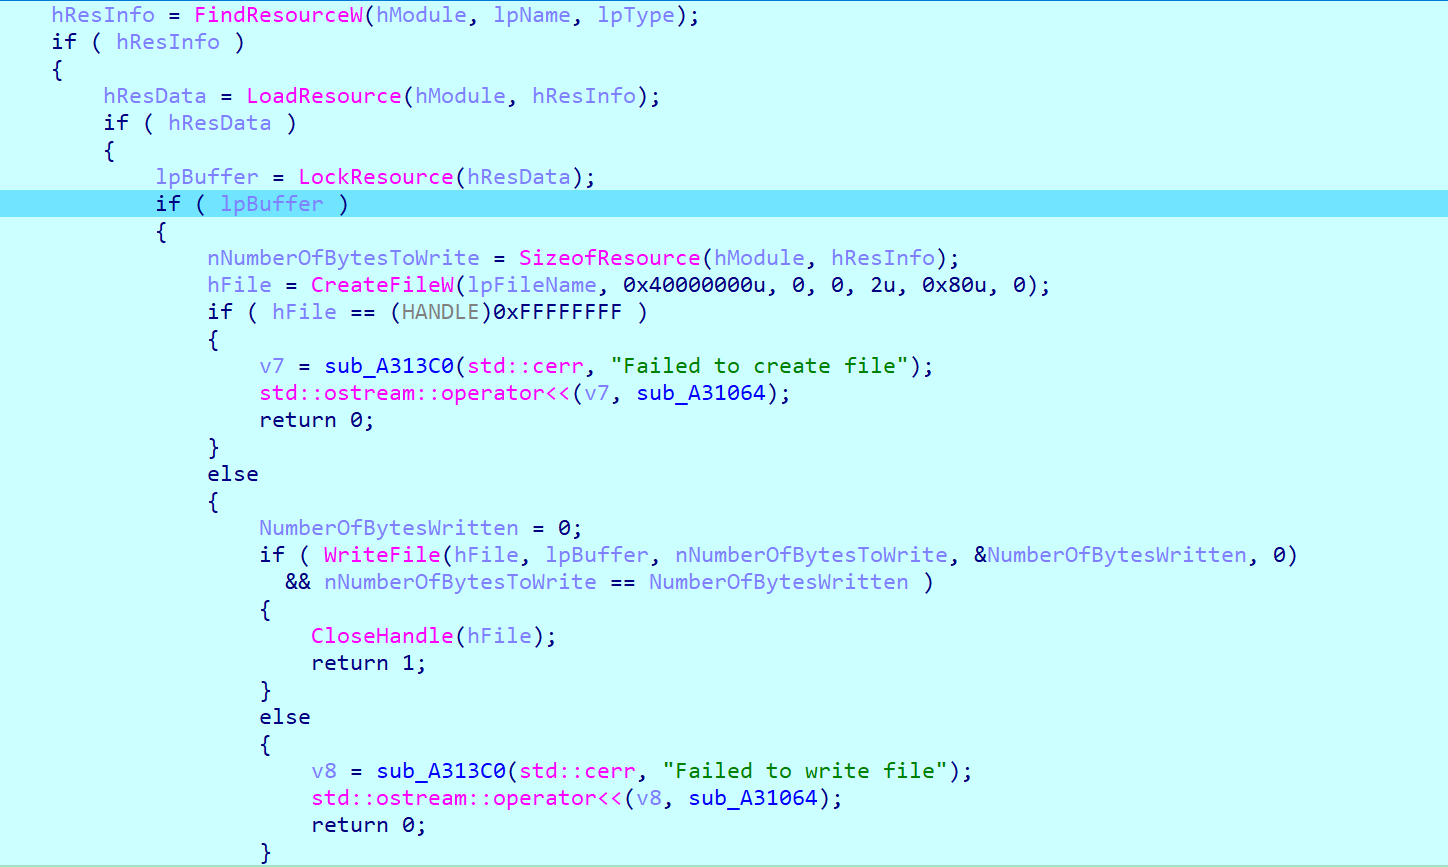 hResInfo = FindResourceW(hModule, lpName, lpType);
if ( hResInfo )
{
hResData = LoadResource(hModule, hResInfo);
if ( hResData )
{
lpBuffer = LockResource(hResData);
if ( lpBuffer )
{
nNumberOfBytesToWrite = SizeofResource(hModule, hResInfo);
hFile = CreateFileW(lpFileName, 0x40000000u, 0, 0, 2u, 0x80u, 0);
if ( hFile == (HANDLE)0xFFFFFFFF )
{
v7 = sub_A313C0(std::cerr, "Failed to create file");
std::ostream::operator<<(v7, sub_A31064);
return 0;
}
else
{
NumberOfBytesWritten = 0;
if ( WriteFile(hFile, lpBuffer, nNumberOfBytesToWrite, &NumberOfBytesWritten, 0)
&& nNumberOfBytesToWrite == NumberOfBytesWritten )
{
CloseHandle(hFile);
return 1;
}
else
{
v8 = sub_A313C0(std::cerr, "Failed to write file");
std::ostream::operator<<(v8, sub_A31064);
return 0;
}